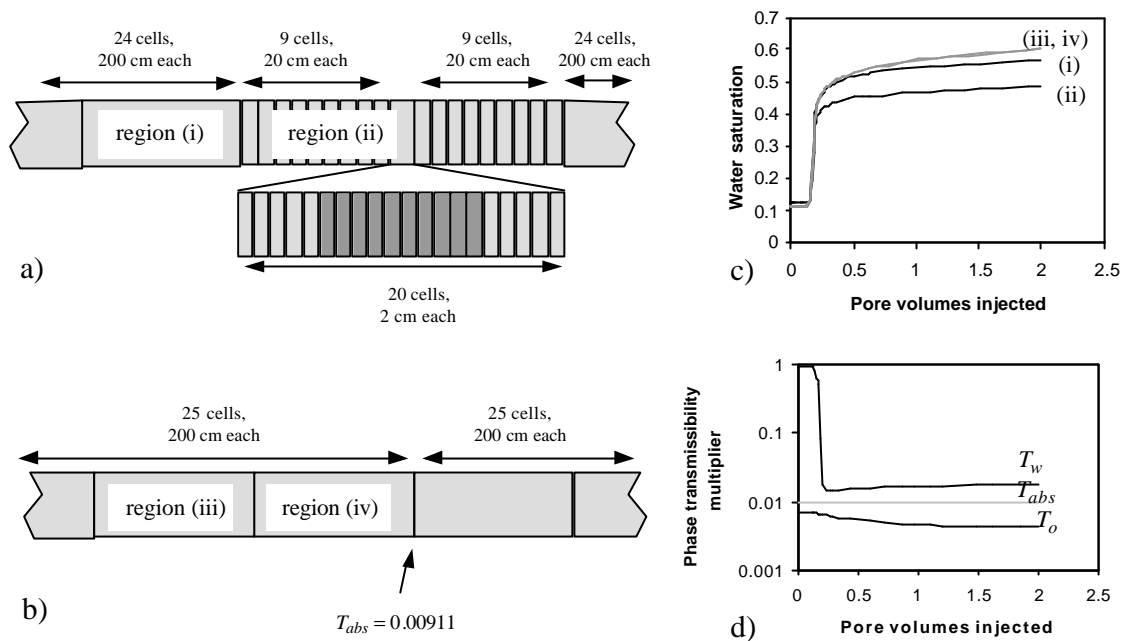 24 cells,
200 cm each
9 cells,
20 cm each
9 cells,
20 cm each
24 cells,
200 cm each
region (i)
region (ii)
20 cells,
2 cm each
a)
25 cells,
200 cm each
25 cells,
200 cm each
region (iii)
region (iv)
T_abs = 0.00911
b)
Water saturation
0.7
0.6
0.5
0.4
0.3
0.2
0.1
0
(iii, iv)
(i)
(ii)
0
0.5
1
1.5
2
2.5
Pore volumes injected
c)
Phase transmissibility
multiplier
1
0.1
0.01
0.001
T_w
T_abs
T_o
0
0.5
1
1.5
2
2.5
Pore volumes injected
d)